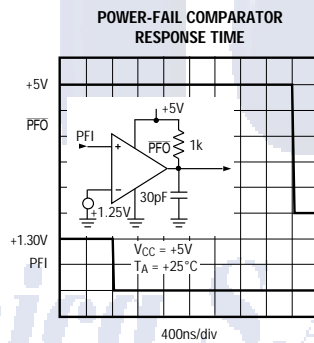 POWER-FAIL COMPARATOR
RESPONSE TIME
+5V
PFO
+5V
PFI
PFO
1k
30pF
+1.25V
+1.30V
PFI
VCC = +5V
TA = +25°C
400ns/div